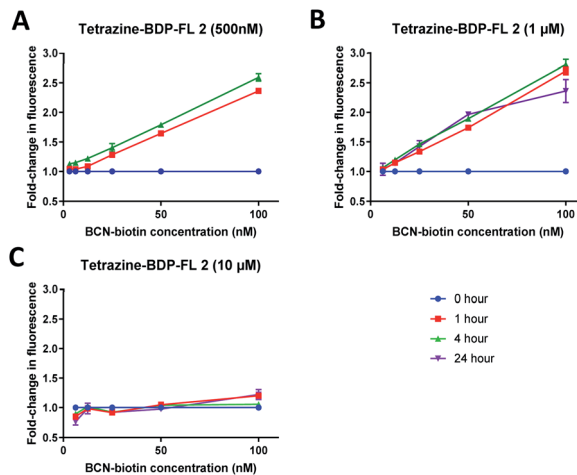 A
Tetrazine-BDP-FL 2 (500nM)
Fold-change in fluorescence
3.0
2.5
2.0
1.5
1.0
0.5
0
50
100
BCN-biotin concentration (nM)
B
Tetrazine-BDP-FL 2 (1 µM)
Fold-change in fluorescence
3.0
2.5
2.0
1.5
1.0
0.5
0
50
100
BCN-biotin concentration (nM)
C
Tetrazine-BDP-FL 2 (10 µM)
Fold-change in fluorescence
3.0
2.5
2.0
1.5
1.0
0.5
0
50
100
BCN-biotin concentration (nM)
0 hour
1 hour
4 hour
24 hour